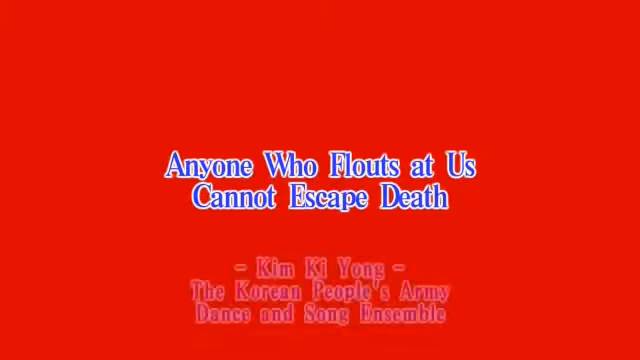 Anyone Who Flouts at Us
Cannot Escape Death
- Kim Ki Yong -
The Korean People's Army
Dance and Song Ensemble